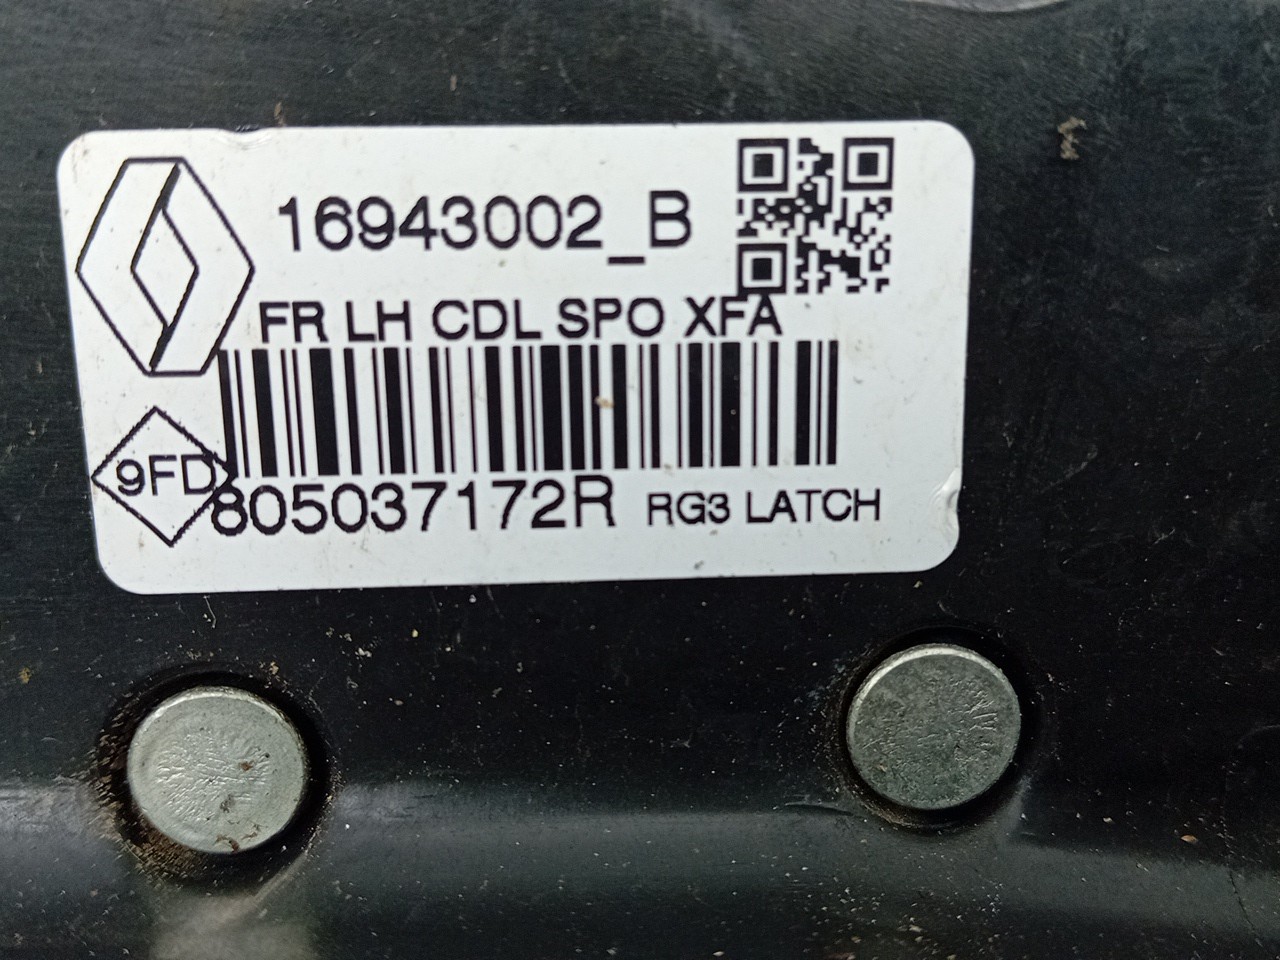 16943002_B
FR LH CDL SPO XFA
9FD
805037172R RG3 LATCH